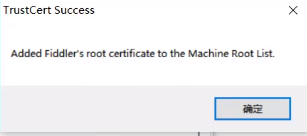 TrustCert Success
Added Fiddler's root certificate to the Machine Root List.
确定